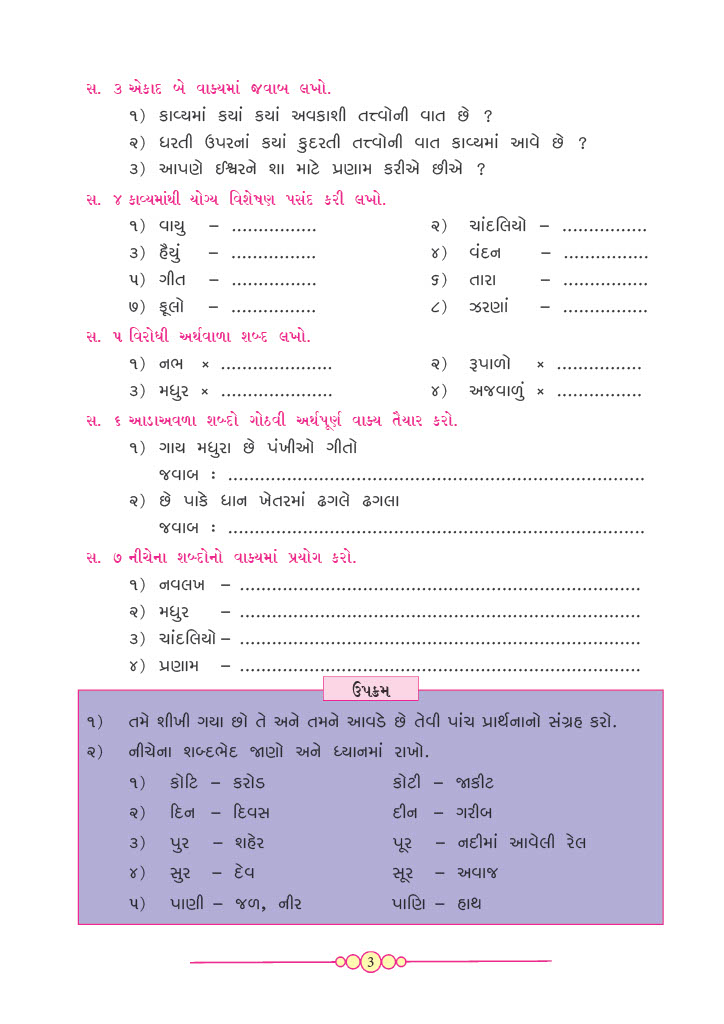 સ. ૩ એકાદ બે વાક્યમાં જવાબ લખો.
૧) કાવ્યમાં કયાં કયાં અવકાશી તત્ત્વોની વાત છે ?
૨) ધરતી ઉપરનાં કયાં કુદરતી તત્ત્વોની વાત કાવ્યમાં આવે છે ?
૩) આપણે ઈશ્વરને શા માટે પ્રણામ કરીએ છીએ ?
સ. ૪ કાવ્યમાંથી યોગ્ય વિશેષણ પસંદ કરી લખો.
૧) વાયુ – ................ ૨) ચાંદલિયો – ................
૩) હૈયું – ................ ૪) વંદન – ................
૫) ગીત – ................ ૬) તારા – ................
૭) ફૂલો – ................ ૮) ઝરણાં – ................
સ. ૫ વિરોધી અર્થવાળા શબ્દ લખો.
૧) નભ × ..................... ૨) રૂપાળો × ................
૩) મધુર × ..................... ૪) અજવાળું × ................
સ. ૬ આડાઅવળા શબ્દો ગોઠવી અર્થપૂર્ણ વાક્ય તૈયાર કરો.
૧) ગાય મધુરા છે પંખીઓ ગીતો
જવાબ : ...............................................................................
૨) છે પાકે ધાન ખેતરમાં ઢગલે ઢગલા
જવાબ : ...............................................................................
સ. ૭ નીચેના શબ્દોનો વાક્યમાં પ્રયોગ કરો.
૧) નવલખ – ............................................................................
૨) મધુર – ............................................................................
૩) ચાંદલિયો – ............................................................................
૪) પ્રણામ – ............................................................................
ઉપક્રમ
૧) તમે શીખી ગયા છો તે અને તમને આવડે છે તેવી પાંચ પ્રાર્થનાનો સંગ્રહ કરો.
૨) નીચેના શબ્દભેદ જાણો અને ધ્યાનમાં રાખો.
૧) કોટિ – કરોડ કોટી – જાકીટ
૨) દિન – દિવસ દીન – ગરીબ
૩) પુર – શહેર પૂર – નદીમાં આવેલી રેલ
૪) સુર – દેવ સૂર – અવાજ
૫) પાણી – જળ, નીર પાણિ – હાથ
3